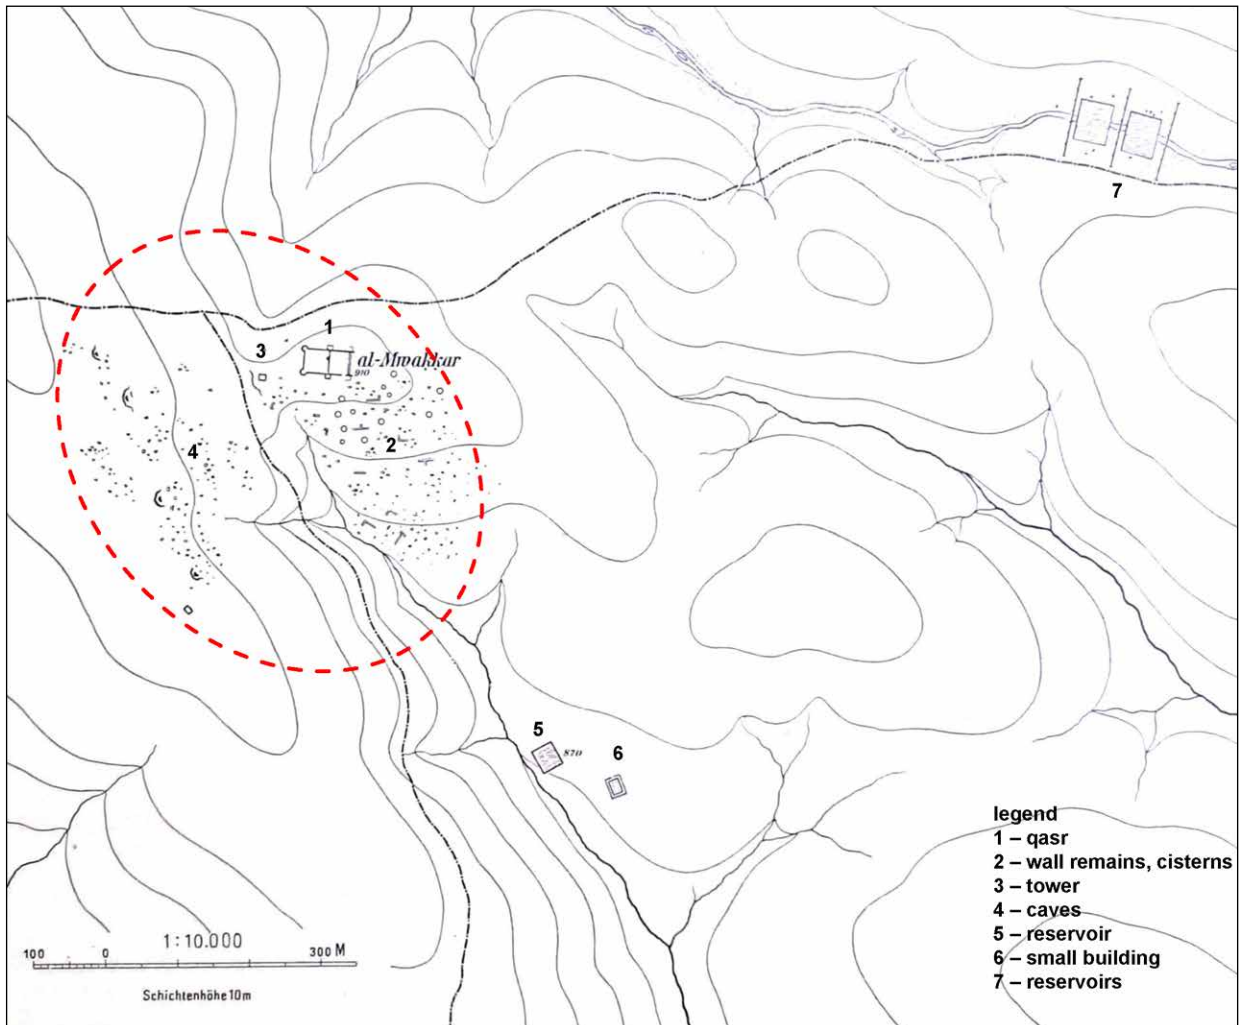 7
1
3
al-Mwakkar
910
2
4
5
870
6
legend
1 – qasr
2 – wall remains, cisterns
3 – tower
4 – caves
5 – reservoir
6 – small building
7 – reservoirs
1:10.000
100 0 300 M
Schichtenhöhe 10 m